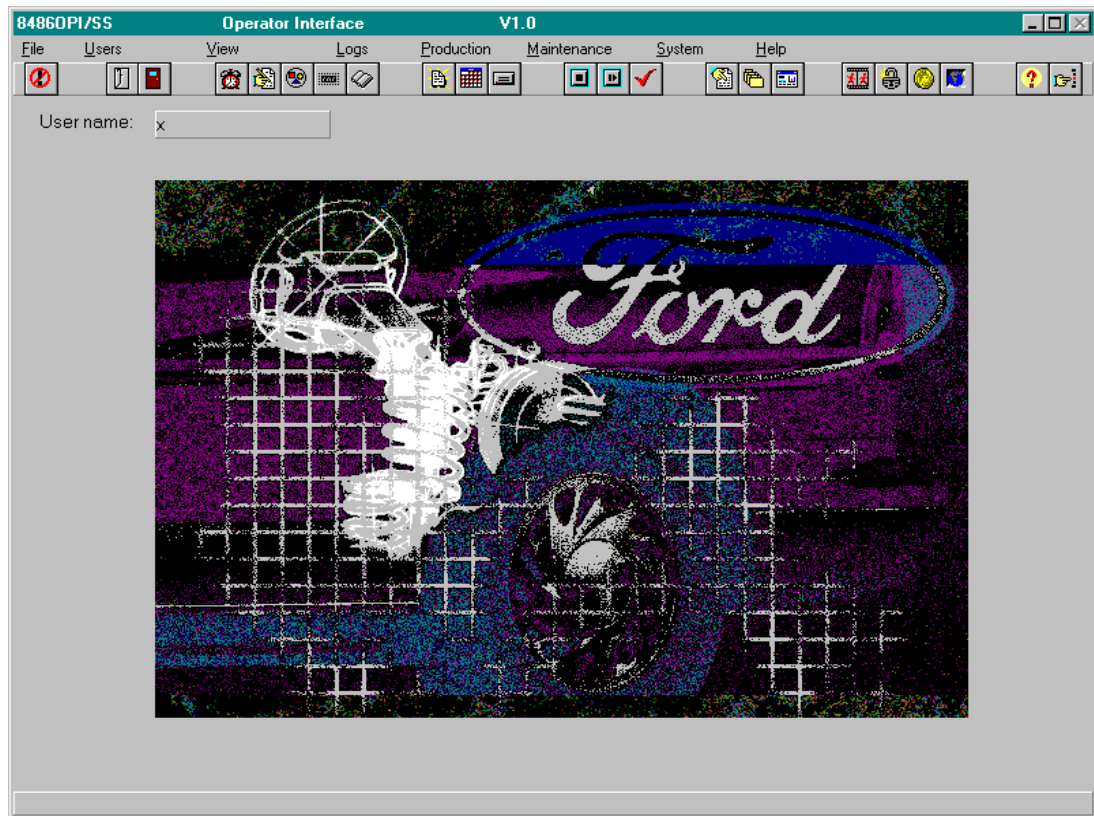 8486OPI/SS Operator Interface V1.0
File Users View Logs Production Maintenance System Help
User name: x
Ford